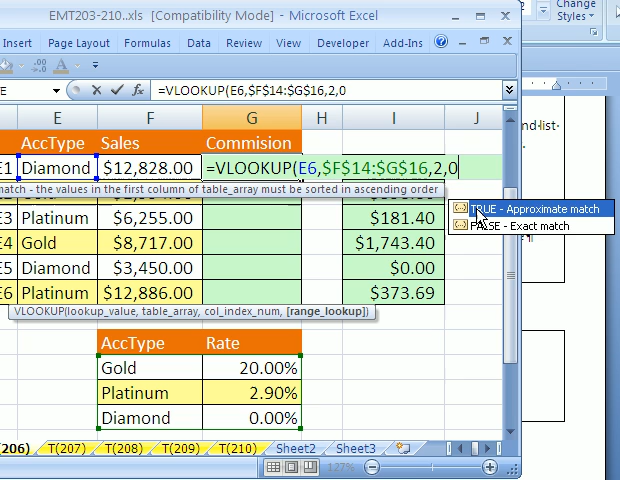 EMT203-210..xls [Compatibility Mode] - Microsoft Excel
Change
Styles
Insert Page Layout Formulas Data Review View Developer Add-Ins
=VLOOKUP(E6,$F$14:$G$16,2,0
E F G H I J
AccType Sales Commision
E1 Diamond $12,828.00 =VLOOKUP(E6,$F$14:$G$16,2,0
match - the values in the first column of table_array must be sorted in ascending order
TRUE - Approximate match
FALSE - Exact match
E3 Platinum $6,255.00 $181.40
E4 Gold $8,717.00 $1,743.40
E5 Diamond $3,450.00 $0.00
E6 Platinum $12,886.00 $373.69
VLOOKUP(lookup_value, table_array, col_index_num, [range_lookup])
AccType Rate
Gold 20.00%
Platinum 2.90%
Diamond 0.00%
(206) T(207) T(208) T(209) T(210) Sheet2 Sheet3
127%